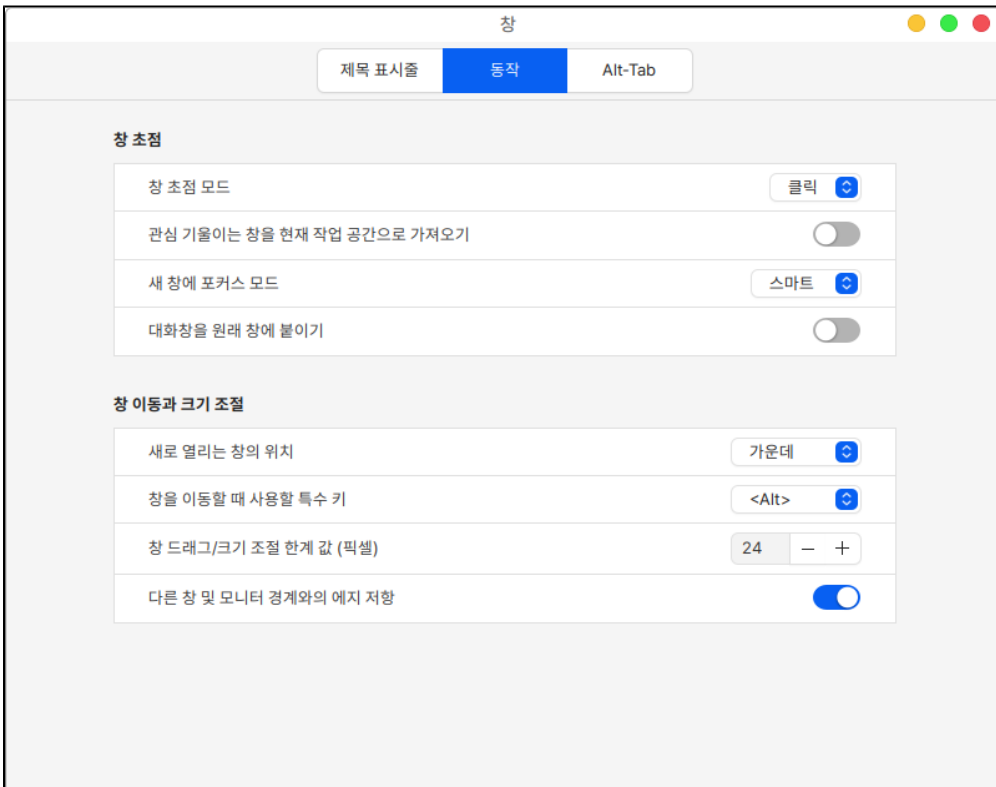 창
제목 표시줄
동작
Alt-Tab
창 초점
창 초점 모드
클릭
관심 기울이는 창을 현재 작업 공간으로 가져오기
새 창에 포커스 모드
스마트
대화창을 원래 창에 붙이기
창 이동과 크기 조절
새로 열리는 창의 위치
가운데
창을 이동할 때 사용할 특수 키
<Alt>
창 드래그/크기 조절 한계 값 (픽셀)
24 − +
다른 창 및 모니터 경계와의 에지 저항